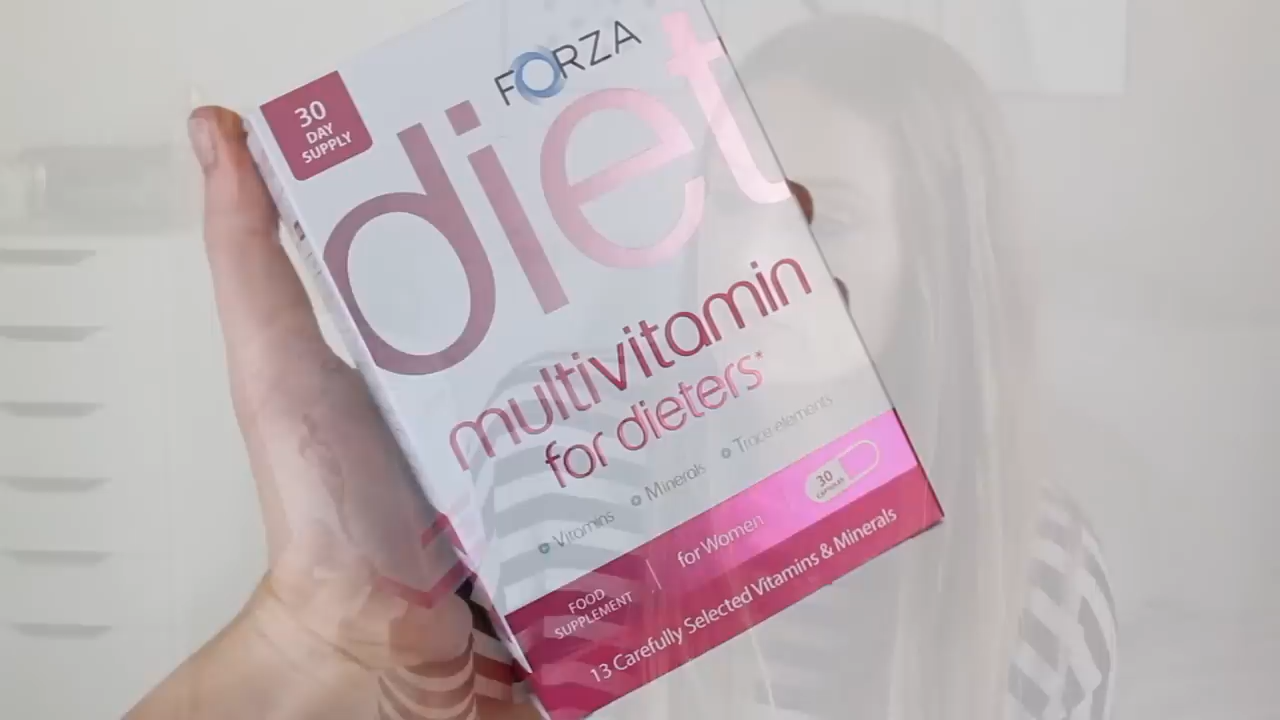 FORZA
30
DAY
SUPPLY
diet
multivitamin
for dieters*
Vitamins Minerals Trace elements
30
CAPSULES
FOOD
SUPPLEMENT
for Women
13 Carefully Selected Vitamins & Minerals